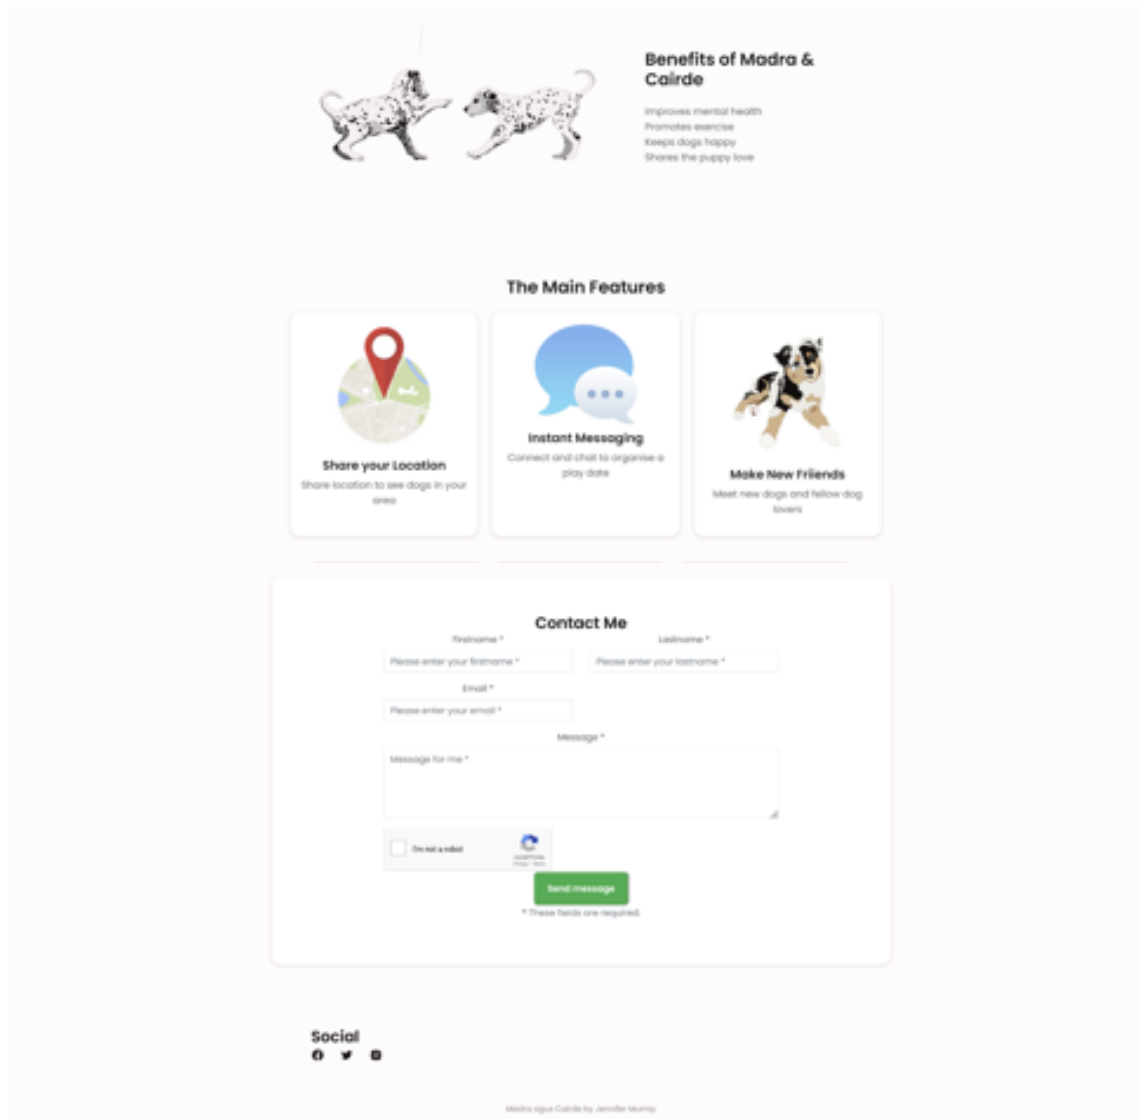 Benefits of Madra &
Cairde
Improves mental health
Promotes exercise
Keeps dogs happy
Shares the puppy love
The Main Features
Share your Location
Share location to see dogs in your
area
Instant Messaging
Connect and chat to organise a
play date
Make New Friiends
Meet new dogs and fellow dog
lovers
Contact Me
Firstname *
Lastname *
Please enter your firstname *
Please enter your lastname *
Email *
Please enter your email *
Message *
Message for me *
I'm not a robot
reCAPTCHA
Privacy - Terms
Send message
* These fields are required.
Social
Madra agus Cairde by Jennifer Murray